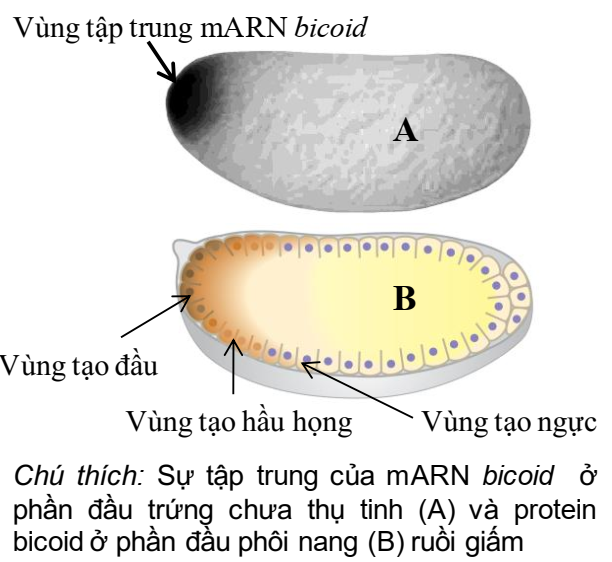 Vùng tập trung mARN bicoid
A
B
Vùng tạo đầu
Vùng tạo hầu họng
Vùng tạo ngực
Chú thích: Sự tập trung của mARN bicoid ở
phần đầu trứng chưa thụ tinh (A) và protein
bicoid ở phần đầu phôi nang (B) ruồi giấm